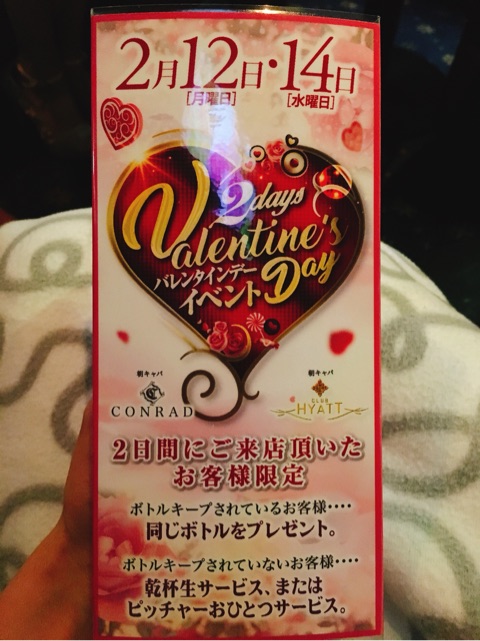 2月12日・14日
[月曜日]
[水曜日]
2days
Valentine's
Day
バレンタインデー
イベント
朝キャバ
CONRAD
朝キャバ
CLUB
HYATT
2日間にご来店頂いた
お客様限定
ボトルキープされているお客様‥‥
同じボトルをプレゼント。
ボトルキープされていないお客様‥‥
乾杯生サービス、または
ピッチャーおひとつサービス。